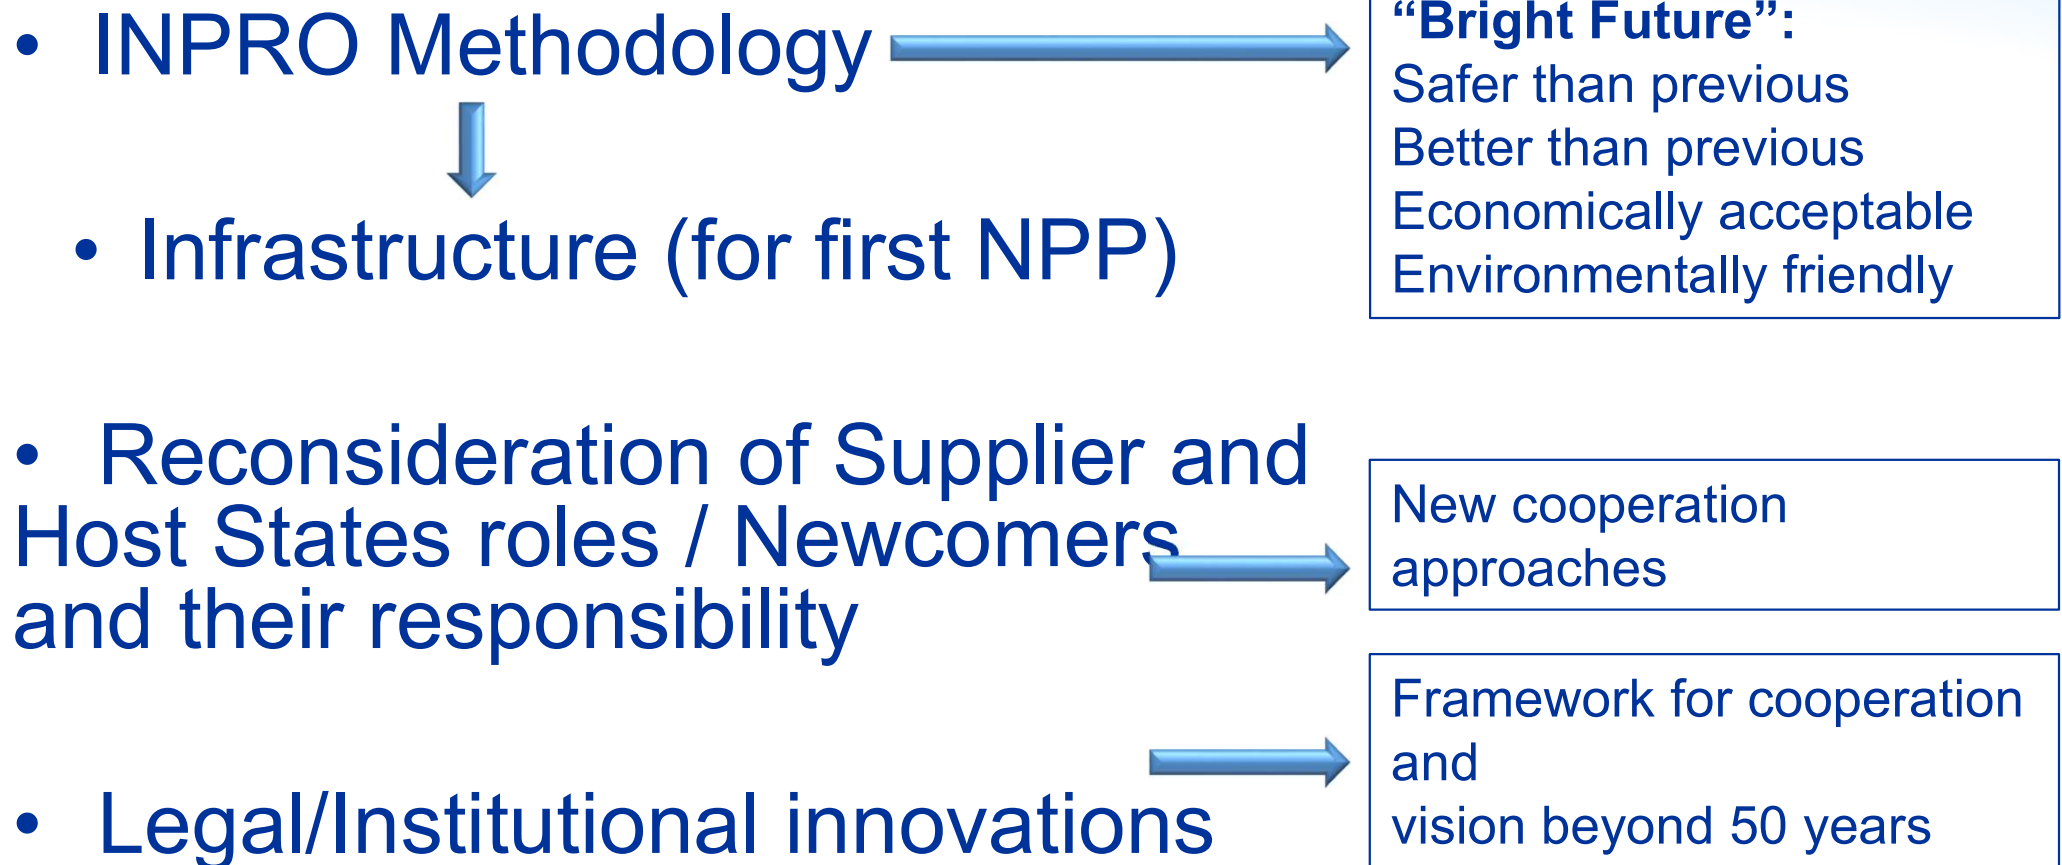 • INPRO Methodology
“Bright Future”:
Safer than previous
Better than previous
Economically acceptable
Environmentally friendly
• Infrastructure (for first NPP)
• Reconsideration of Supplier and
Host States roles / Newcomers
and their responsibility
New cooperation
approaches
• Legal/Institutional innovations
Framework for cooperation
and
vision beyond 50 years